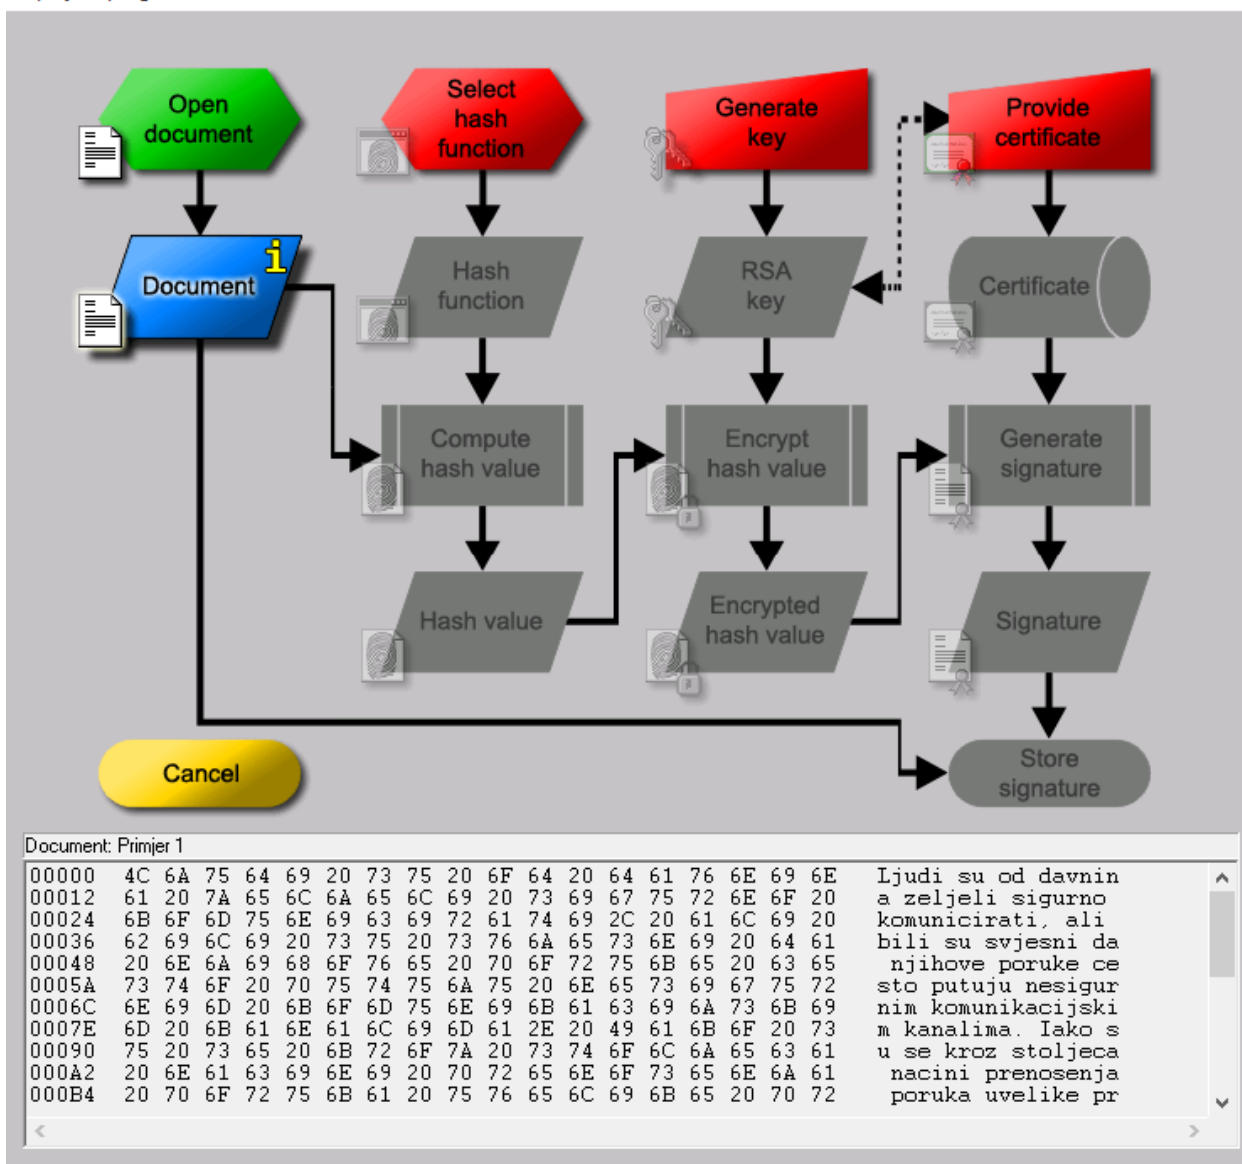 Open
document
Select
hash
function
Generate
key
Provide
certificate
Document
i
Hash
function
RSA
key
Certificate
Compute
hash value
Encrypt
hash value
Generate
signature
Hash value
Encrypted
hash value
Signature
Cancel
Store
signature
Document: Primjer 1
00000 4C 6A 75 64 69 20 73 75 20 6F 64 20 64 61 76 6E 69 6E Ljudi su od davnin
00012 61 20 7A 65 6C 6A 65 6C 69 20 73 69 67 75 72 6E 6F 20 a zeljeli sigurno
00024 6B 6F 6D 75 6E 69 63 69 72 61 74 69 2C 20 61 6C 69 20 komunicirati, ali
00036 62 69 6C 69 20 73 75 20 73 76 6A 65 73 6E 69 20 64 61 bili su svjesni da
00048 20 6E 6A 69 68 6F 76 65 20 70 6F 72 75 6B 65 20 63 65 njihove poruke ce
0005A 73 74 6F 20 70 75 74 75 6A 75 20 6E 65 73 69 67 75 72 sto putuju nesigur
0006C 6E 69 6D 20 6B 6F 6D 75 6E 69 6B 61 63 69 6A 73 6B 69 nim komunikacijski
0007E 6D 20 6B 61 6E 61 6C 69 6D 61 2E 20 49 61 6B 6F 20 73 m kanalima. Iako s
00090 75 20 73 65 20 6B 72 6F 7A 20 73 74 6F 6C 6A 65 63 61 u se kroz stoljeca
000A2 20 6E 61 63 69 6E 69 20 70 72 65 6E 6F 73 65 6E 6A 61 nacini prenosenja
000B4 20 70 6F 72 75 6B 61 20 75 76 65 6C 69 6B 65 20 70 72 poruka uvelike pr